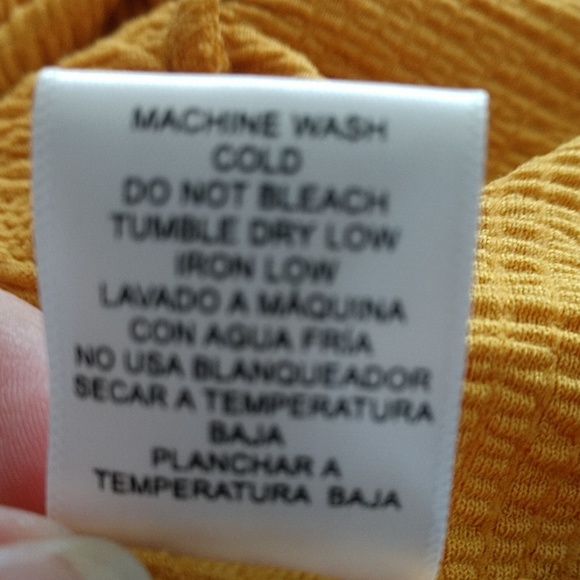 MACHINE WASH
COLD
DO NOT BLEACH
TUMBLE DRY LOW
IRON LOW
LAVADO A MÁQUINA
CON AGUA FRÍA
NO USA BLANQUEADOR
SECAR A TEMPERATURA
BAJA
PLANCHAR A
TEMPERATURA BAJA